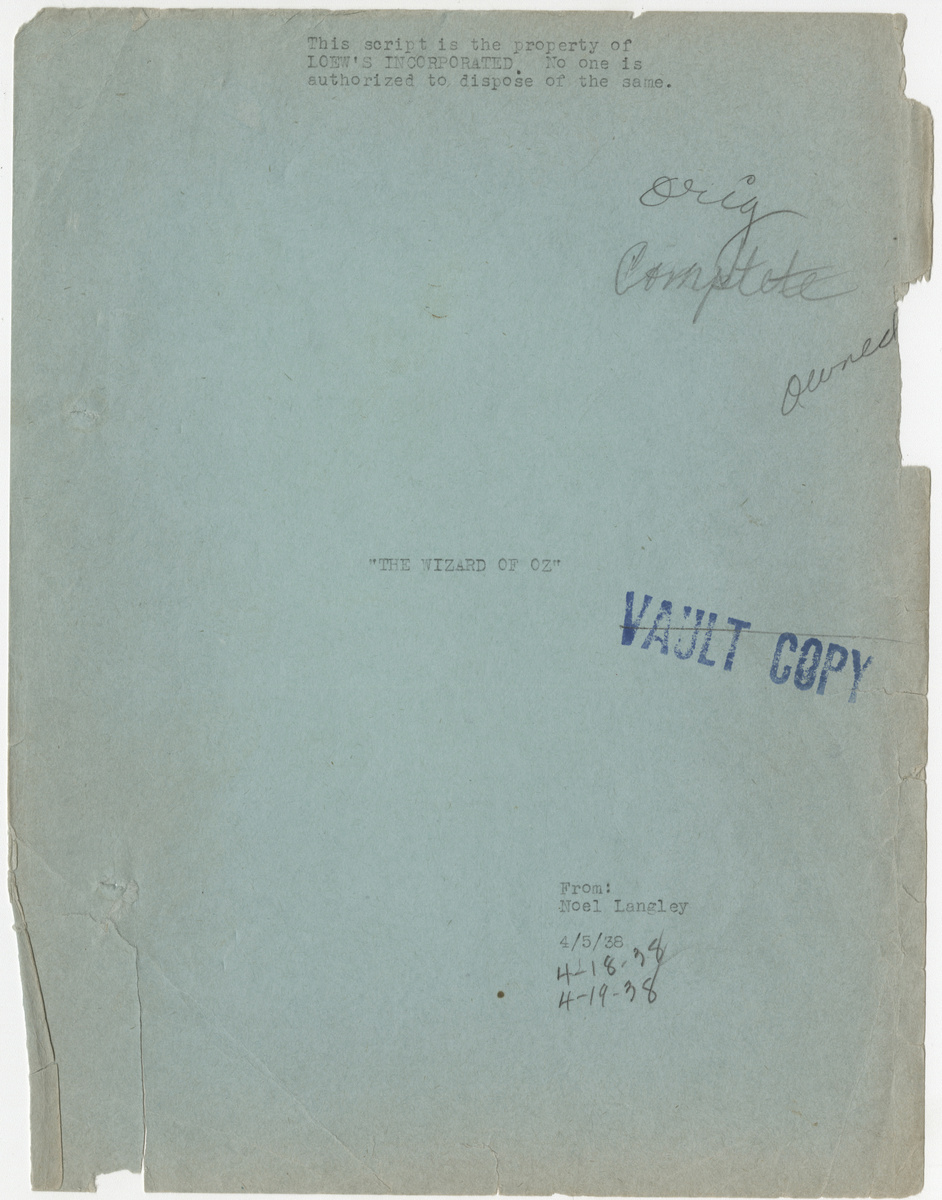 This script is the property of
LOEW'S INCORPORATED. No one is
authorized to dispose of the same.
Orig
Complete
Owned
"THE WIZARD OF OZ"
VAULT COPY
From:
Noel Langley
4/5/38
4-18-38
4-19-38